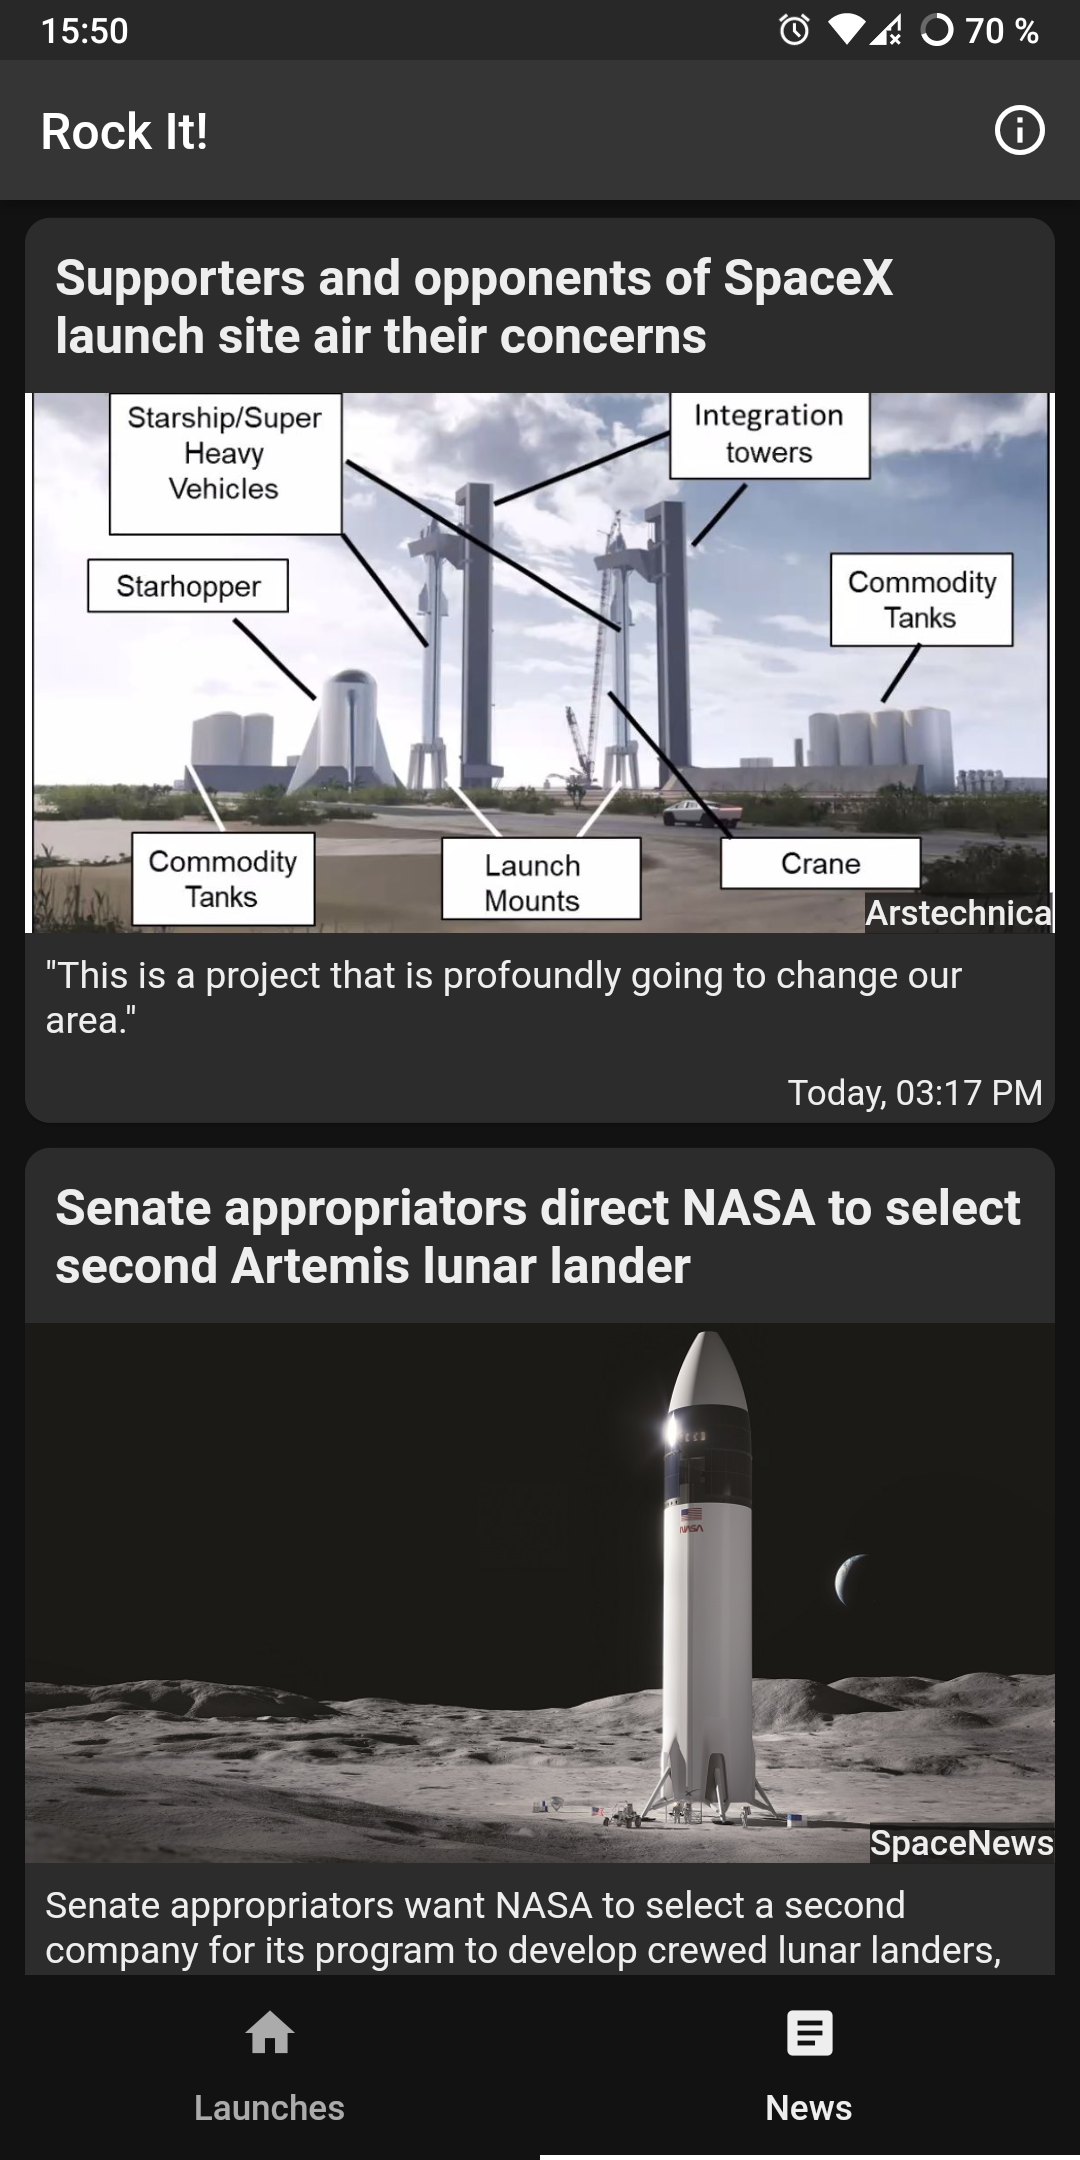 15:50
70 %
Rock It!
Supporters and opponents of SpaceX
launch site air their concerns
Starship/Super
Heavy
Vehicles
Integration
towers
Starhopper
Commodity
Tanks
Commodity
Tanks
Launch
Mounts
Crane
Arstechnica
"This is a project that is profoundly going to change our
area."
Today, 03:17 PM
Senate appropriators direct NASA to select
second Artemis lunar lander
NASA
SpaceNews
Senate appropriators want NASA to select a second
company for its program to develop crewed lunar landers,
Launches
News